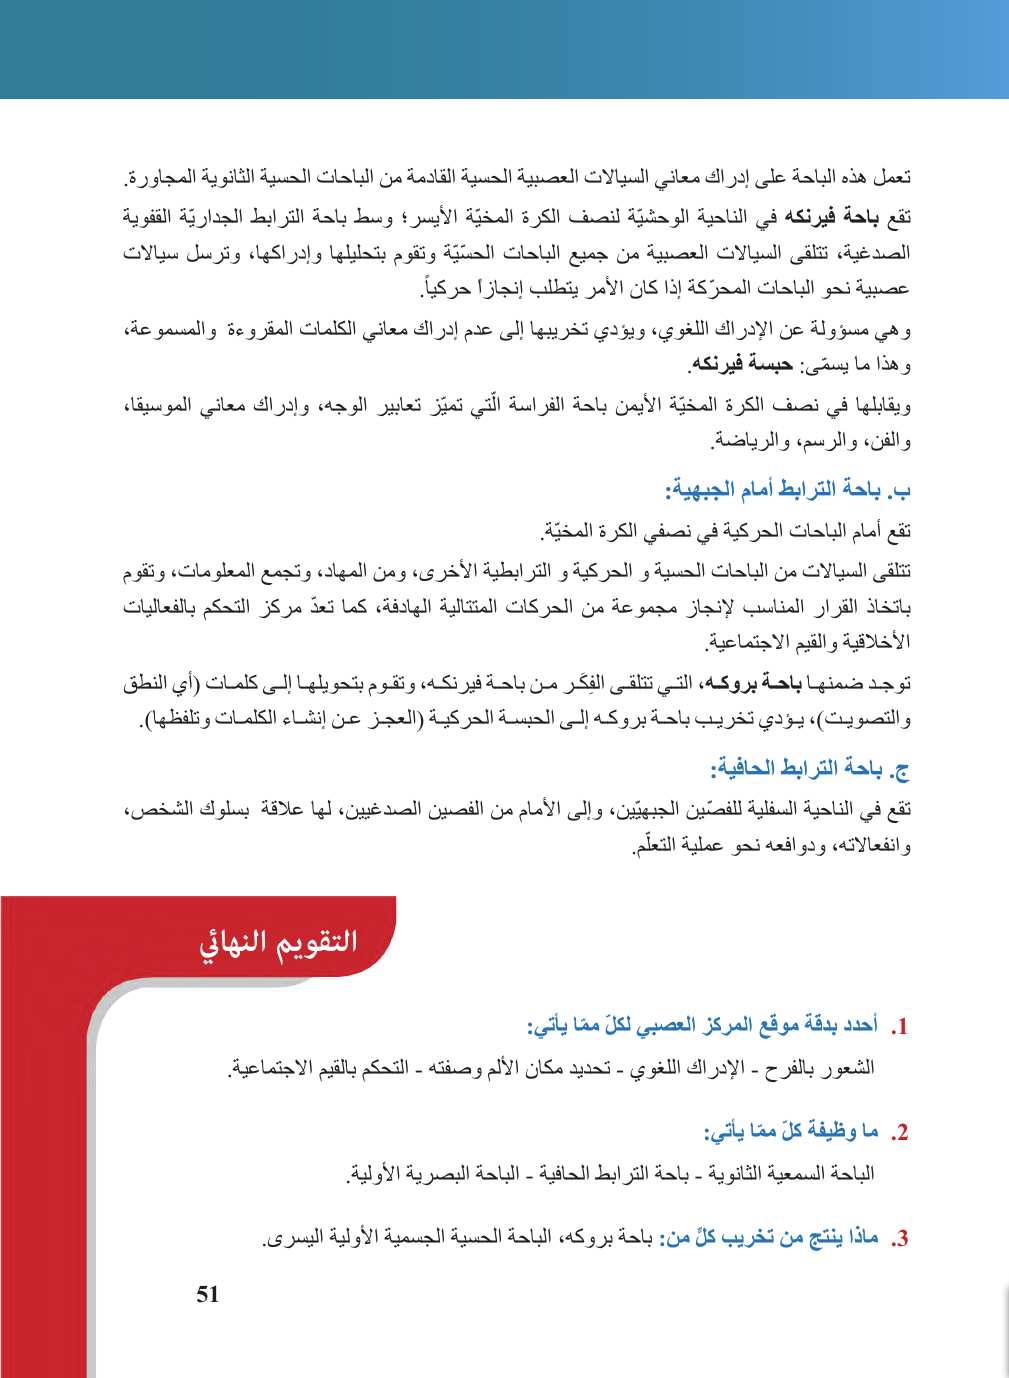 تعمل هذه الباحة على إدراك معاني السيالات العصبية الحسية القادمة من الباحات الحسية الثانوية المجاورة.
تقع باحة فيرنكه في الناحية الوحشيّة لنصف الكرة المخيّة الأيسر؛ وسط باحة الترابط الجداريّة القفوية
الصدغية، تتلقى السيالات العصبية من جميع الباحات الحسّيّة وتقوم بتحليلها وإدراكها، وترسل سيالات
عصبية نحو الباحات المحرّكة إذا كان الأمر يتطلب إنجازاً حركياً.
وهي مسؤولة عن الإدراك اللغوي، ويؤدي تخريبها إلى عدم إدراك معاني الكلمات المقروءة والمسموعة،
وهذا ما يسمّى: حبسة فيرنكه.
ويقابلها في نصف الكرة المخيّة الأيمن باحة الفراسة الّتي تميّز تعابير الوجه، وإدراك معاني الموسيقا،
والفن، والرسم، والرياضة.
ب. باحة الترابط أمام الجبهية:
تقع أمام الباحات الحركية في نصفي الكرة المخيّة.
تتلقى السيالات من الباحات الحسية و الحركية و الترابطية الأخرى، ومن المهاد، وتجمع المعلومات، وتقوم
باتخاذ القرار المناسب لإنجاز مجموعة من الحركات المتتالية الهادفة، كما تعدّ مركز التحكم بالفعاليات
الأخلاقية والقيم الاجتماعية.
توجد ضمنها باحة بروكه، التي تتلقى الفِكَر من باحة فيرنكه، وتقوم بتحويلها إلى كلمات (أي النطق
والتصويت)، يؤدي تخريب باحة بروكه إلى الحبسة الحركية (العجز عن إنشاء الكلمات وتلفظها).
ج. باحة الترابط الحافية:
تقع في الناحية السفلية للفصّين الجبهيّين، وإلى الأمام من الفصين الصدغيين، لها علاقة بسلوك الشخص،
وانفعالاته، ودوافعه نحو عملية التعلّم.
التقويم النهائي
1. أحدد بدقة موقع المركز العصبي لكلّ ممّا يأتي:
الشعور بالفرح - الإدراك اللغوي - تحديد مكان الألم وصفته - التحكم بالقيم الاجتماعية.
2. ما وظيفة كلّ ممّا يأتي:
الباحة السمعية الثانوية - باحة الترابط الحافية - الباحة البصرية الأولية.
3. ماذا ينتج من تخريب كلٍّ من: باحة بروكه، الباحة الحسية الجسمية الأولية اليسرى.
51